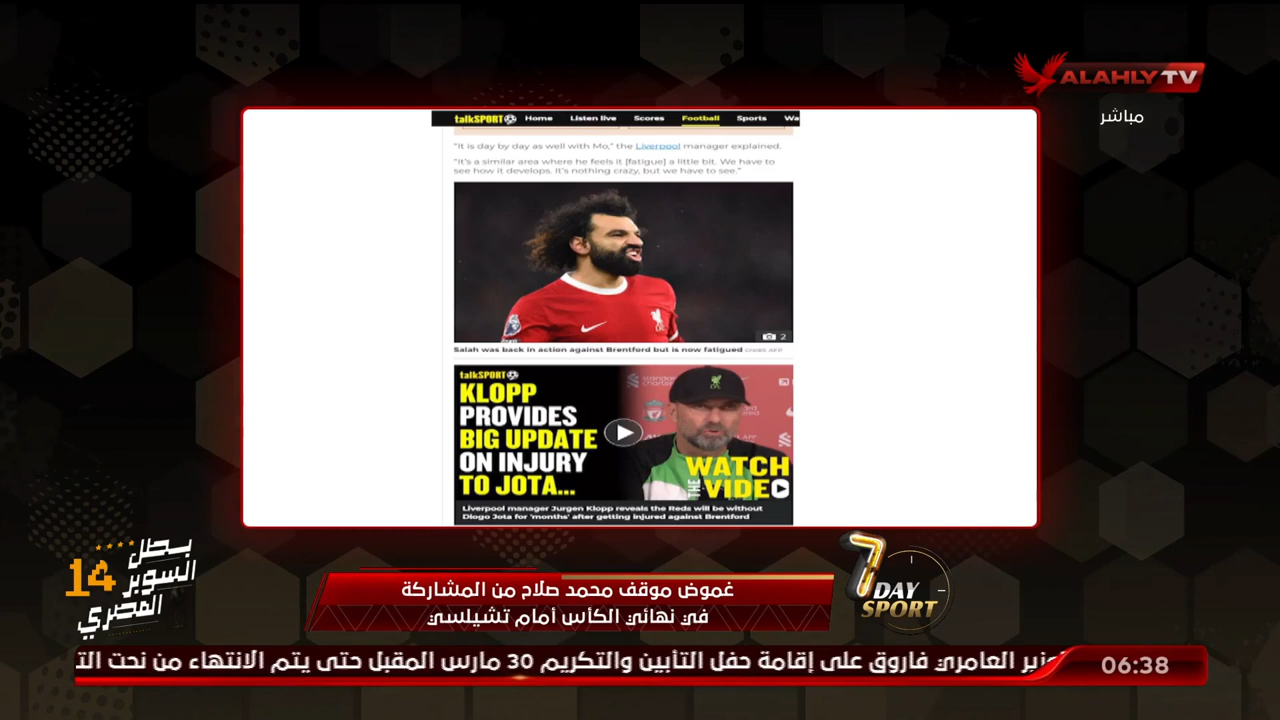 ALAHLY TV
مباشر
talkSPORT Home Listen live Scores Football Sports Wa
"It is day by day as well with Mo," the Liverpool manager explained.
"It's a similar area where he feels it [fatigue] a little bit. We have to
see how it develops. It's nothing crazy, but we have to see."
2
Salah was back in action against Brentford but is now fatigued
talkSPORT
KLOPP
PROVIDES
BIG UPDATE
ON INJURY
TO JOTA...
WATCH
THE VIDEO
Liverpool manager Jurgen Klopp reveals the Reds will be without
Diogo Jota for 'months' after getting injured against Brentford
بطل
السوبر 14
المصري
غموض موقف محمد صلاح من المشاركة
في نهائي الكأس أمام تشيلسي
7
DAY
SPORT
العامري فاروق على إقامة حفل التأبين والتكريم 30 مارس المقبل حتى يتم الانتهاء من نحت
06:38